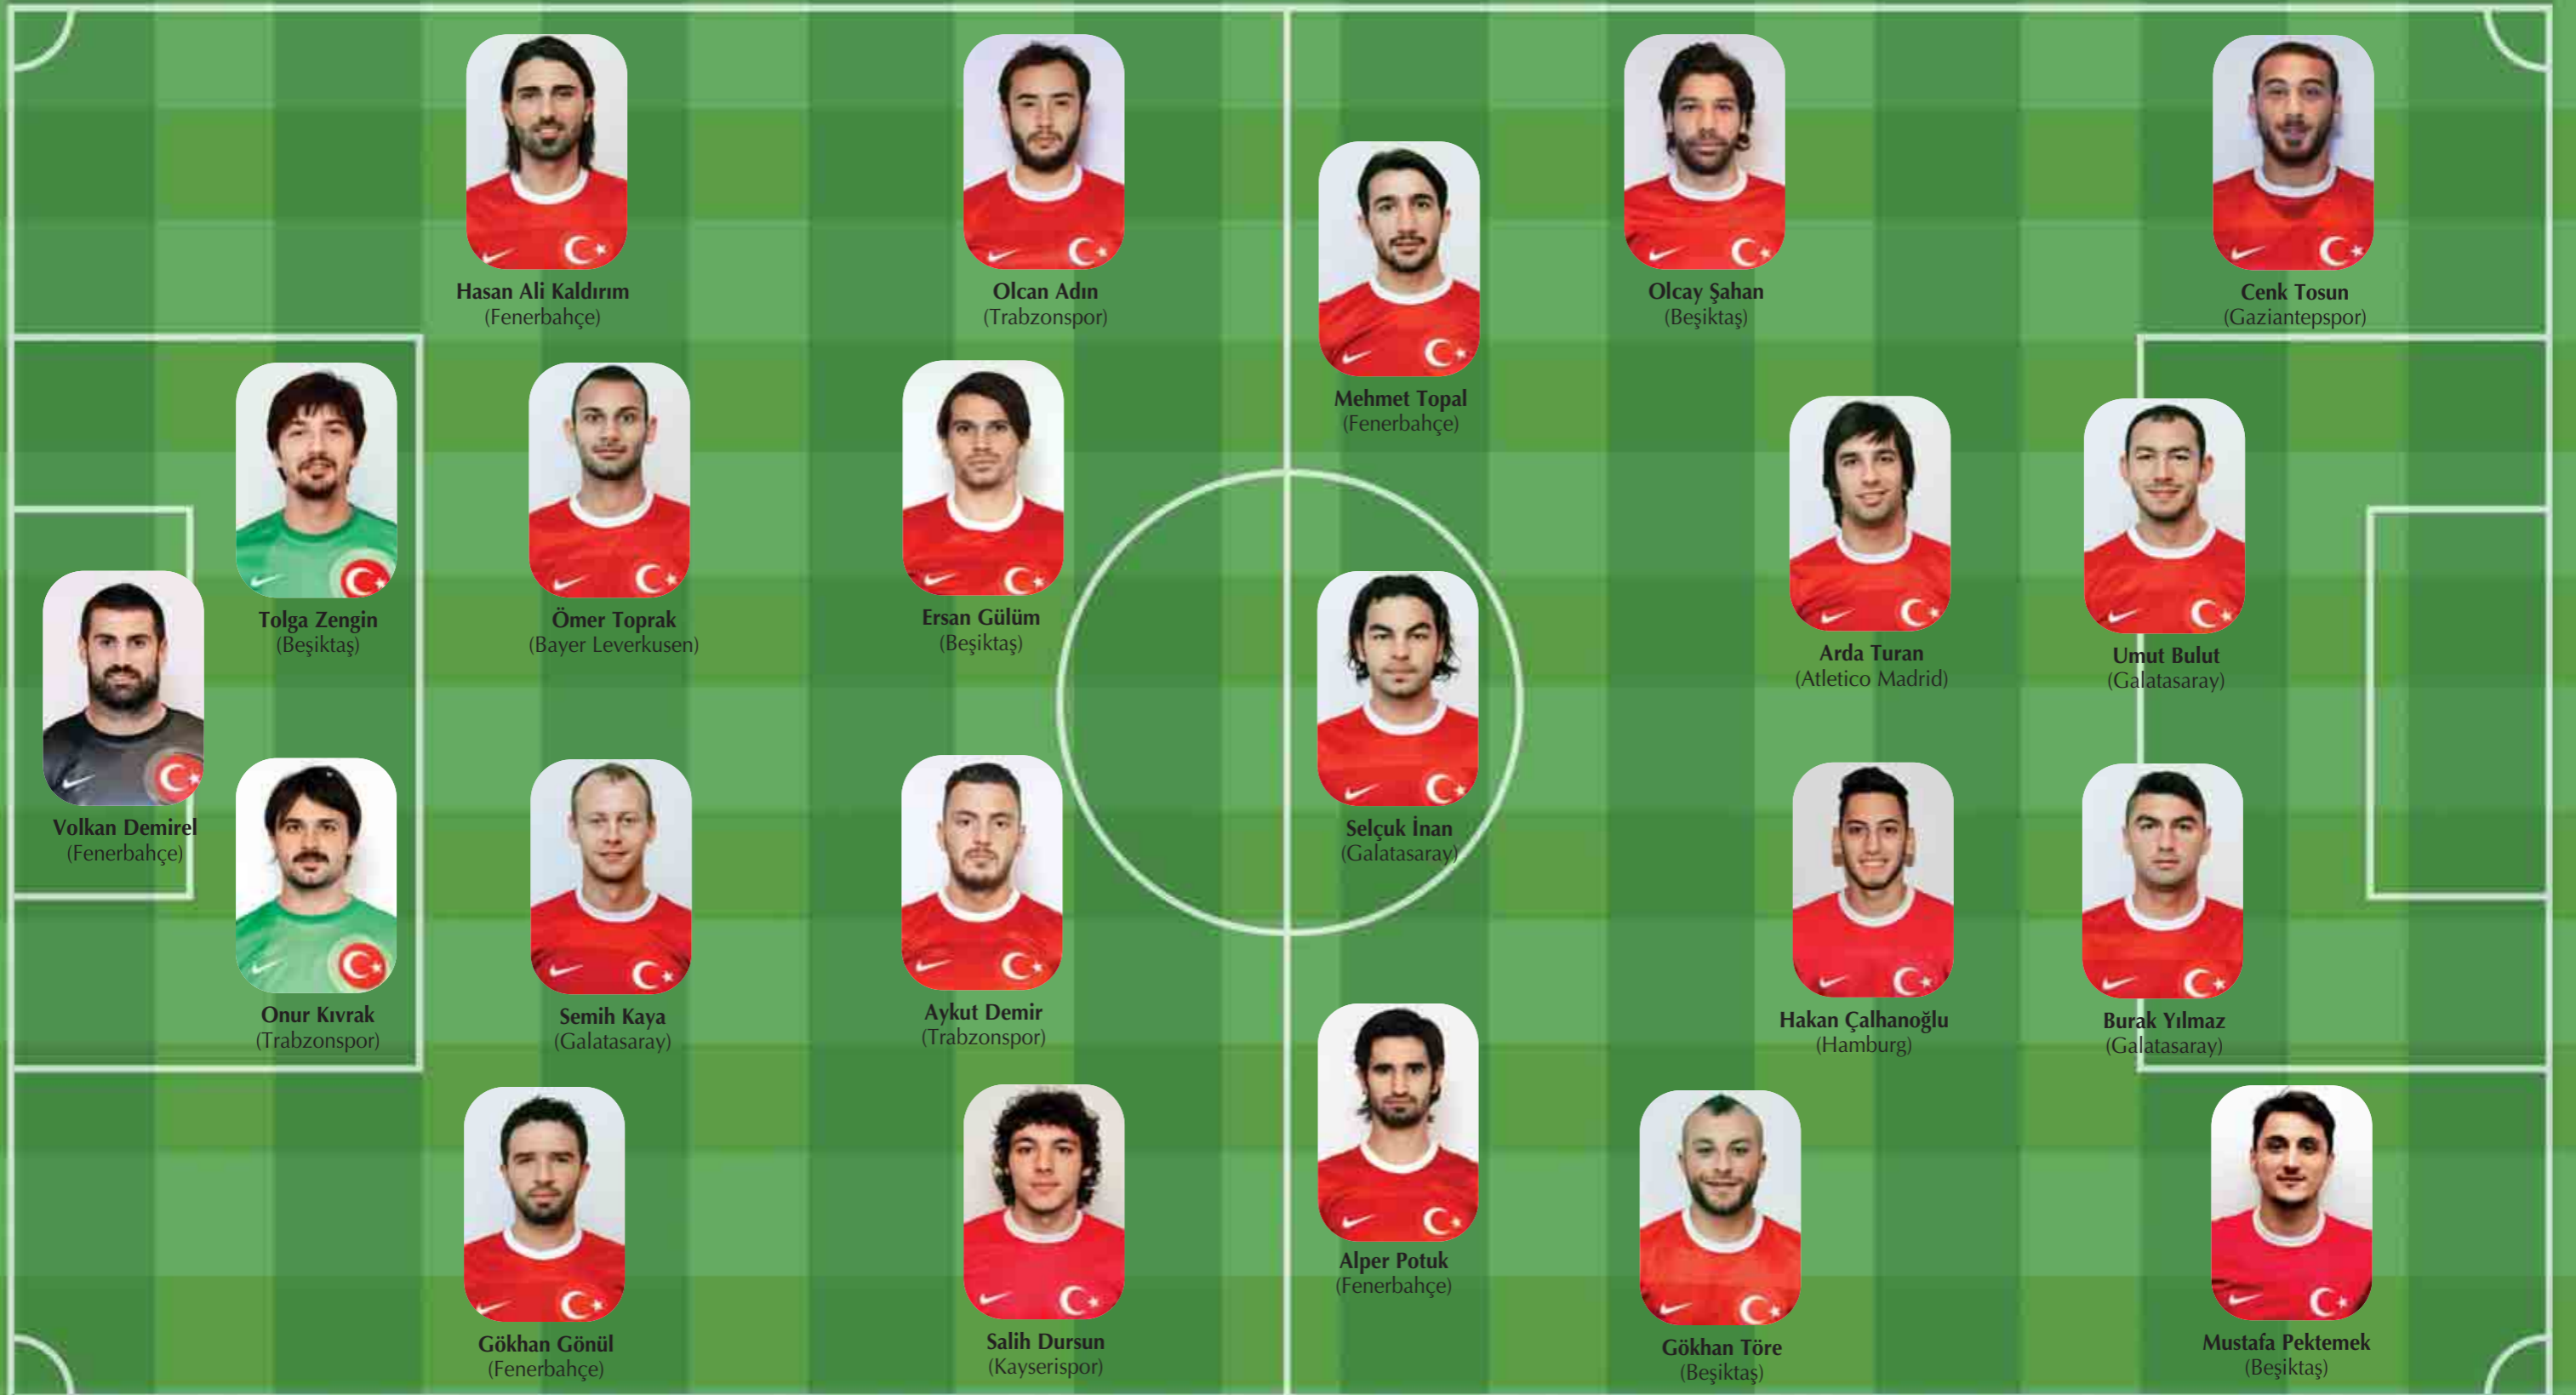 Hasan Ali Kaldırım
(Fenerbahçe)
Olcan Adın
(Trabzonspor)
Olcay Şahan
(Beşiktaş)
Cenk Tosun
(Gaziantepspor)
Mehmet Topal
(Fenerbahçe)
Tolga Zengin
(Beşiktaş)
Ömer Toprak
(Bayer Leverkusen)
Ersan Gülüm
(Beşiktaş)
Arda Turan
(Atletico Madrid)
Umut Bulut
(Galatasaray)
Volkan Demirel
(Fenerbahçe)
Selçuk İnan
(Galatasaray)
Onur Kıvrak
(Trabzonspor)
Semih Kaya
(Galatasaray)
Aykut Demir
(Trabzonspor)
Hakan Çalhanoğlu
(Hamburg)
Burak Yılmaz
(Galatasaray)
Alper Potuk
(Fenerbahçe)
Gökhan Gönül
(Fenerbahçe)
Salih Dursun
(Kayserispor)
Gökhan Töre
(Beşiktaş)
Mustafa Pektemek
(Beşiktaş)